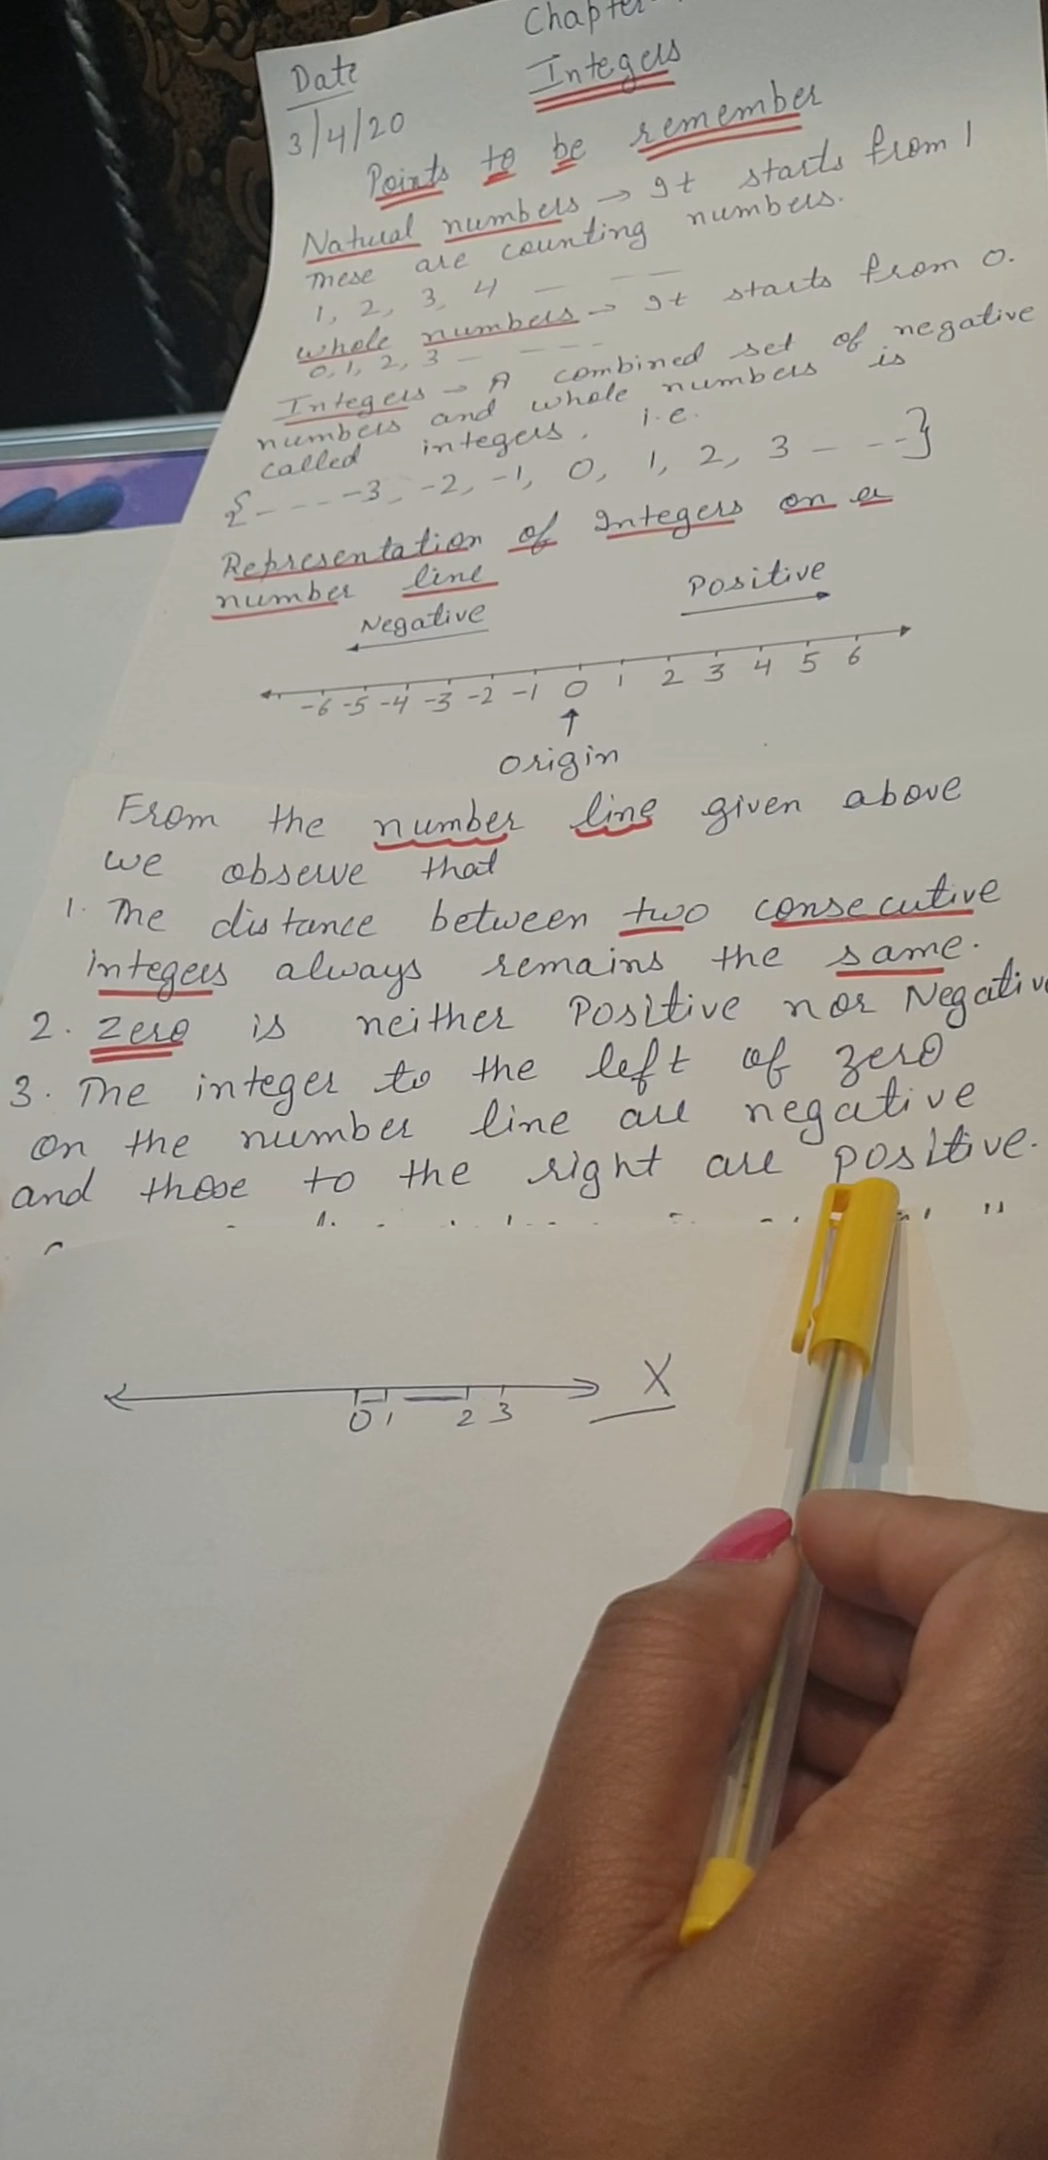 Chapter
Date
Integers
3/4/20
Points to be remember
Natural numbers → It starts from 1
These are counting numbers.
1, 2, 3, 4 — — —
Whole numbers → It starts from 0.
0, 1, 2, 3 — - - - -
Integers → A combined set of negative
numbers and whole numbers is
called integers. i.e.
{- - - - -3, -2, -1, 0, 1, 2, 3 - - -}
Representation of Integers on a
number line
Negative Positive
-6 -5 -4 -3 -2 -1 0 1 2 3 4 5 6
↑
origin
From the number line given above
we observe that
1. The distance between two consecutive
integers always remains the same.
2. Zero is neither Positive nor Negative
3. The integer to the left of zero
on the number line are negative
and those to the right are positive.
0 1 2 3 X